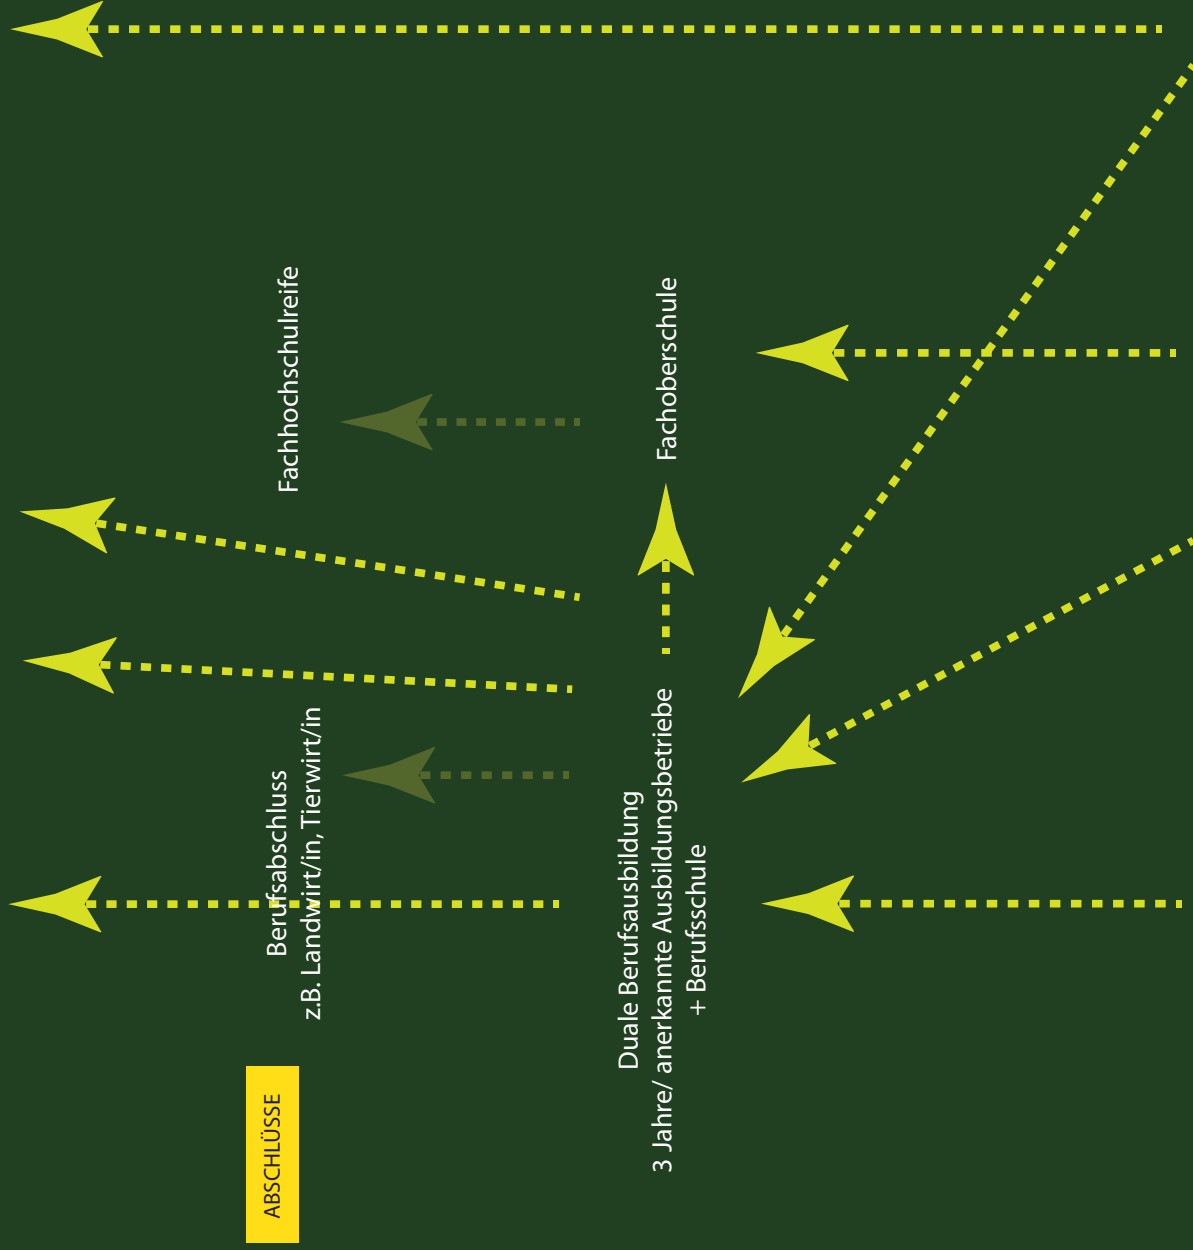 ABSCHLÜSSE
Berufsabschluss
z.B. Landwirt/in, Tierwirt/in
Fachhochschulreife
Duale Berufsausbildung
3 Jahre/ anerkannte Ausbildungsbetriebe
+ Berufsschule
Fachoberschule